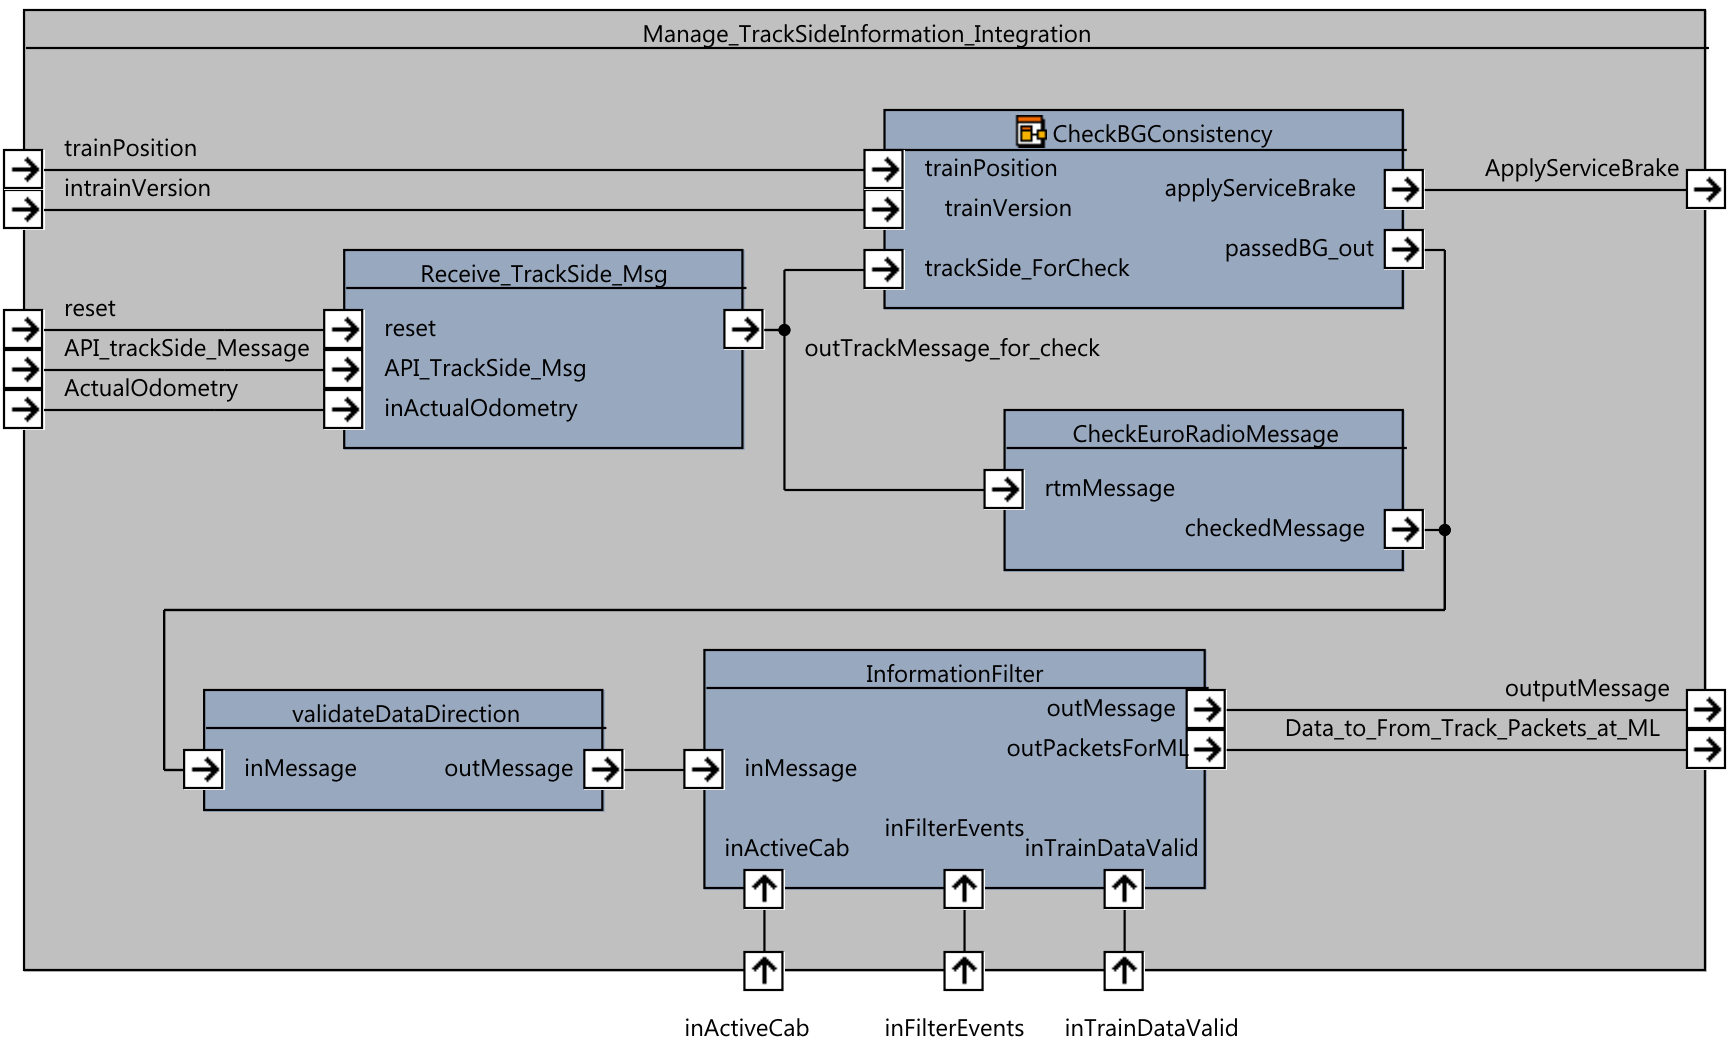 Manage_TrackSideInformation_Integration
CheckBGConsistency
trainPosition
trainPosition
ApplyServiceBrake
intrainVersion
trainVersion
applyServiceBrake
passedBG_out
Receive_TrackSide_Msg
trackSide_ForCheck
reset
reset
API_trackSide_Message
outTrackMessage_for_check
API_TrackSide_Msg
ActualOdometry
inActualOdometry
CheckEuroRadioMessage
rtmMessage
checkedMessage
InformationFilter
outputMessage
outMessage
validateDataDirection
Data_to_From_Track_Packets_at_ML
outPacketsForML
inMessage
outMessage
inMessage
inFilterEvents
inActiveCab
inTrainDataValid
inActiveCab
inFilterEvents
inTrainDataValid